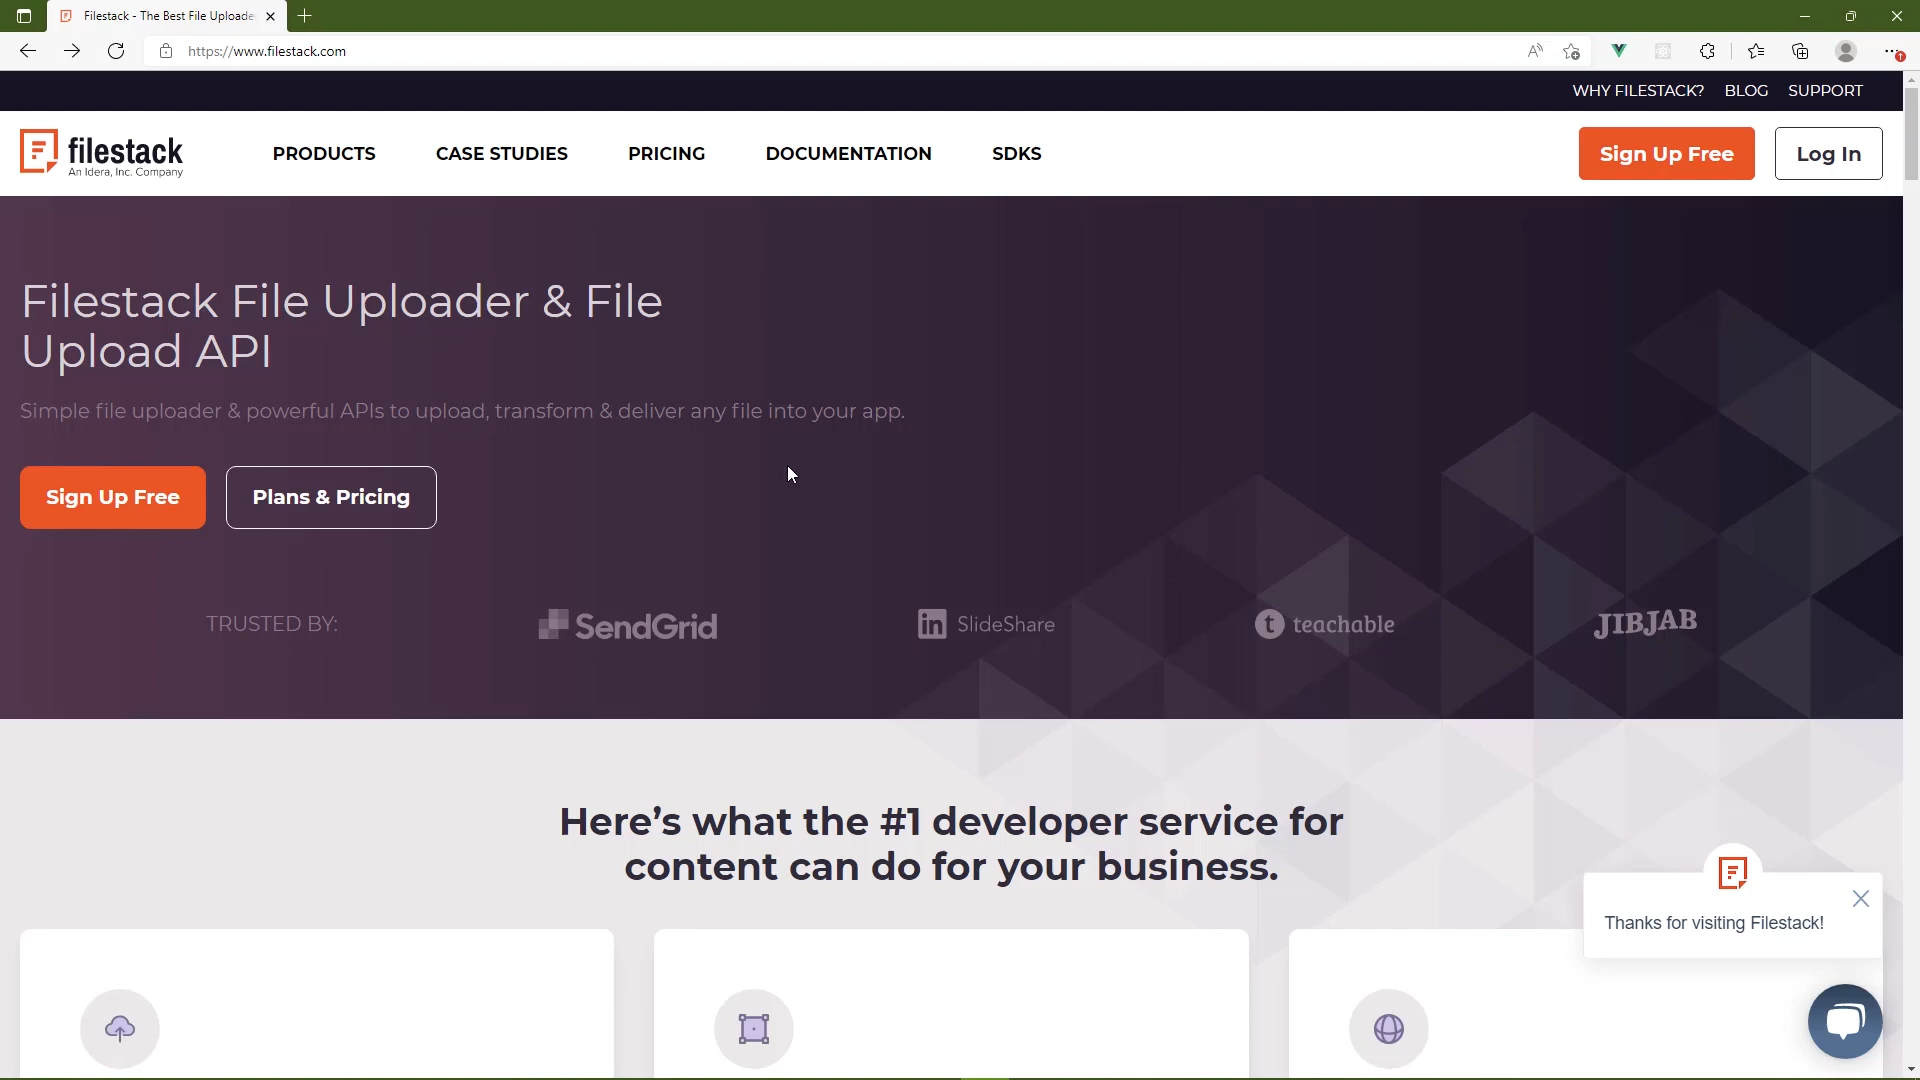 Filestack - The Best File Uploade
https://www.filestack.com
WHY FILESTACK? BLOG SUPPORT
filestack
An Idera, Inc. Company
PRODUCTS CASE STUDIES PRICING DOCUMENTATION SDKS
Sign Up Free Log In
Filestack File Uploader & File
Upload API
Simple file uploader & powerful APIs to upload, transform & deliver any file into your app.
Sign Up Free Plans & Pricing
TRUSTED BY: SendGrid in SlideShare t teachable JIBJAB
Here’s what the #1 developer service for
content can do for your business.
Thanks for visiting Filestack!